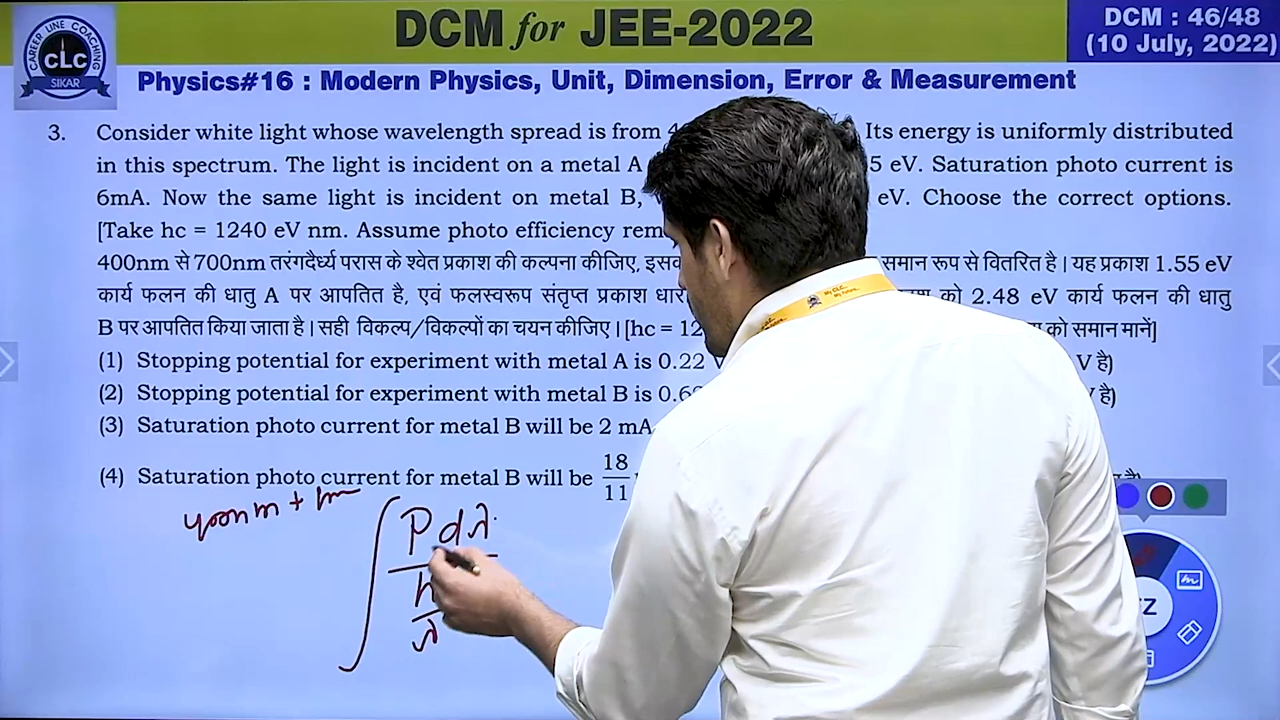 CAREER LINE COACHING
CLC
SIKAR
DCM for JEE-2022
DCM : 46/48
(10 July, 2022)
Physics#16 : Modern Physics, Unit, Dimension, Error & Measurement
3. Consider white light whose wavelength spread is from 4 Its energy is uniformly distributed
in this spectrum. The light is incident on a metal A 5 eV. Saturation photo current is
6mA. Now the same light is incident on metal B, eV. Choose the correct options.
[Take hc = 1240 eV nm. Assume photo efficiency rem
400nm से 700nm तरंगदैर्ध्य परास के श्वेत प्रकाश की कल्पना कीजिए, इसव समान रूप से वितरित है। यह प्रकाश 1.55 eV
कार्य फलन की धातु A पर आपतित है, एवं फलस्वरूप संतृप्त प्रकाश धार को 2.48 eV कार्य फलन की धातु
B पर आपतित किया जाता है। सही विकल्प/विकल्पों का चयन कीजिए। [hc = 12 को समान मानें]
(1) Stopping potential for experiment with metal A is 0.22 V V है)
(2) Stopping potential for experiment with metal B is 0.6 है)
(3) Saturation photo current for metal B will be 2 mA
(4) Saturation photo current for metal B will be 18/11
400nm +
∫ P dλ
h
λ